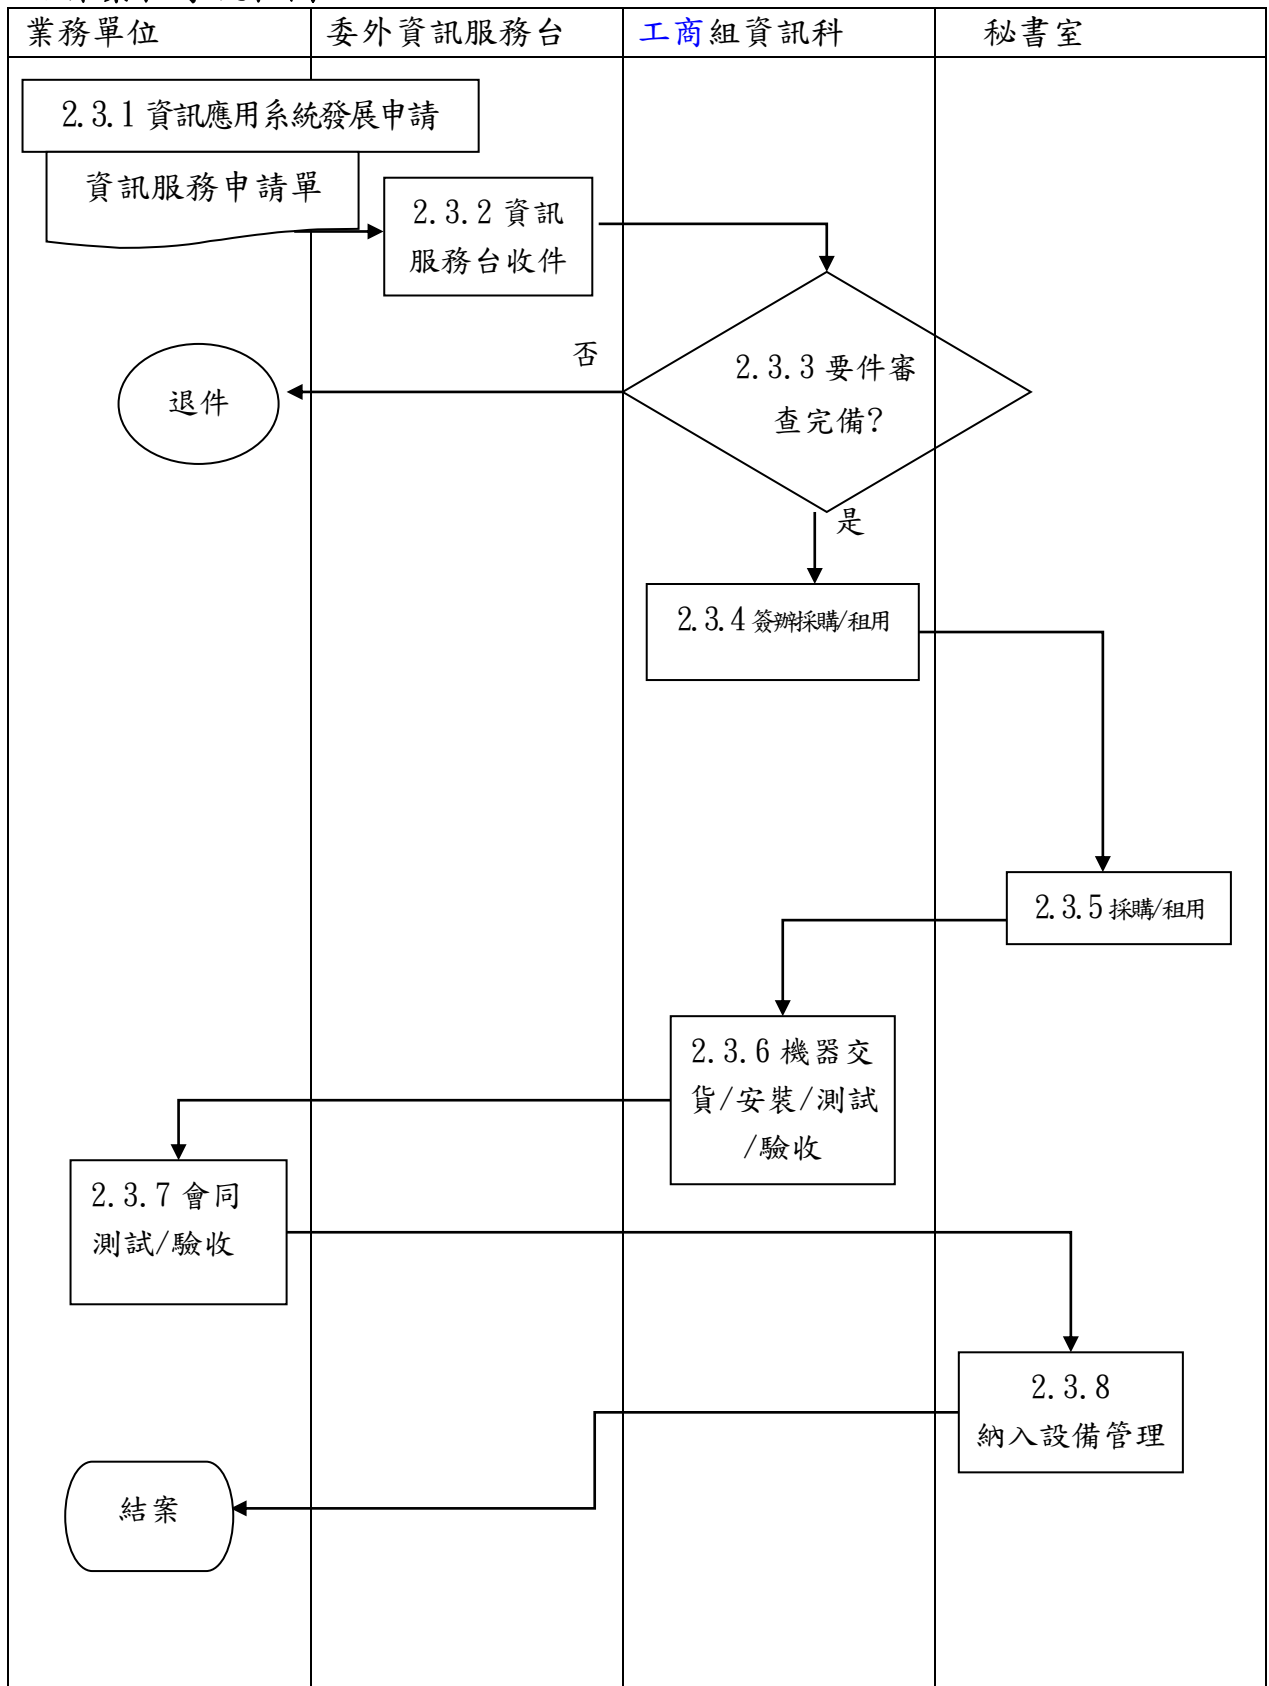 業務單位
委外資訊服務台
工商組資訊科
秘書室
2.3.1 資訊應用系統發展申請
資訊服務申請單
2.3.2 資訊
服務台收件
否
2.3.3 要件審
查完備?
退件
是
2.3.4 簽辦採購/租用
2.3.5 採購/租用
2.3.6 機器交
貨/安裝/測試
/驗收
2.3.7 會同
測試/驗收
2.3.8
納入設備管理
結案